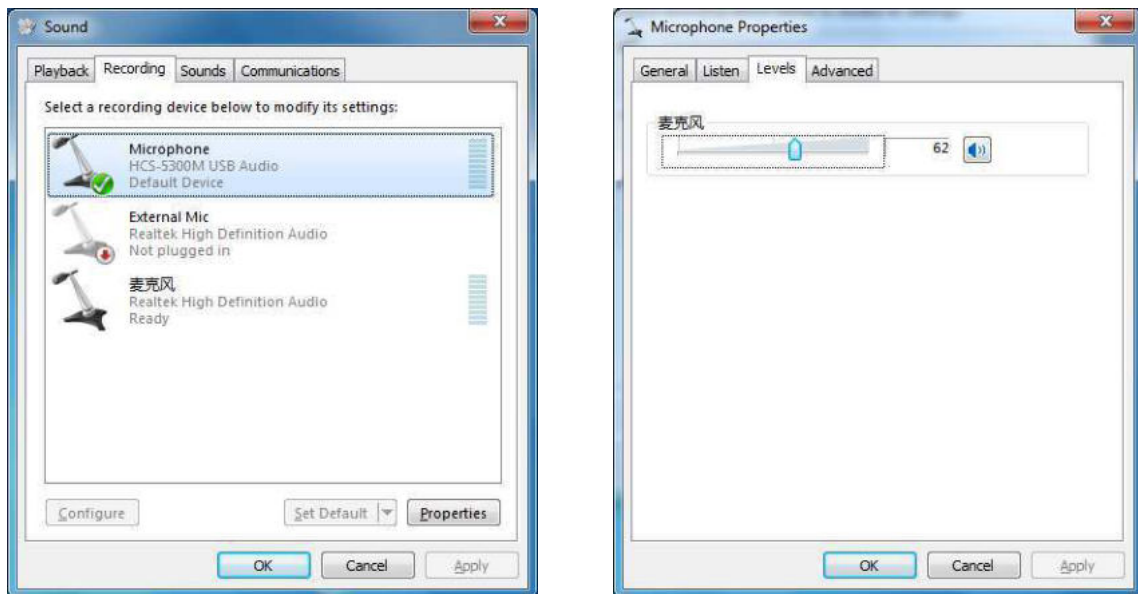 Sound
Playback Recording Sounds Communications
Select a recording device below to modify its settings:
Microphone
HCS-5300M USB Audio
Default Device
External Mic
Realtek High Definition Audio
Not plugged in
麦克风
Realtek High Definition Audio
Ready
Configure Set Default Properties
OK Cancel Apply
Microphone Properties
General Listen Levels Advanced
麦克风
62
OK Cancel Apply